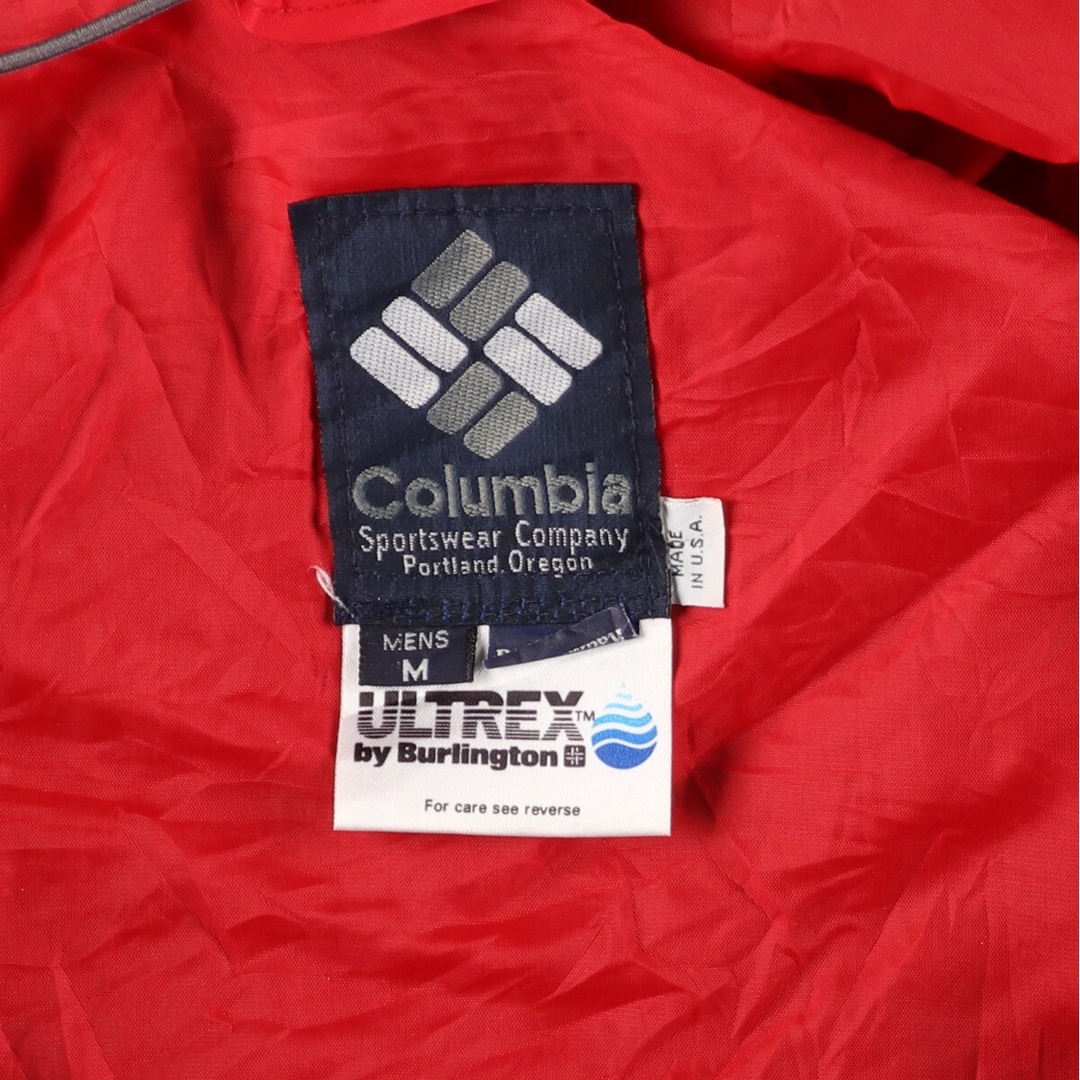 Columbia
Sportswear Company
Portland, Oregon
MADE
IN U.S.A.
MENS
M
ULTREX™
by Burlington
For care see reverse